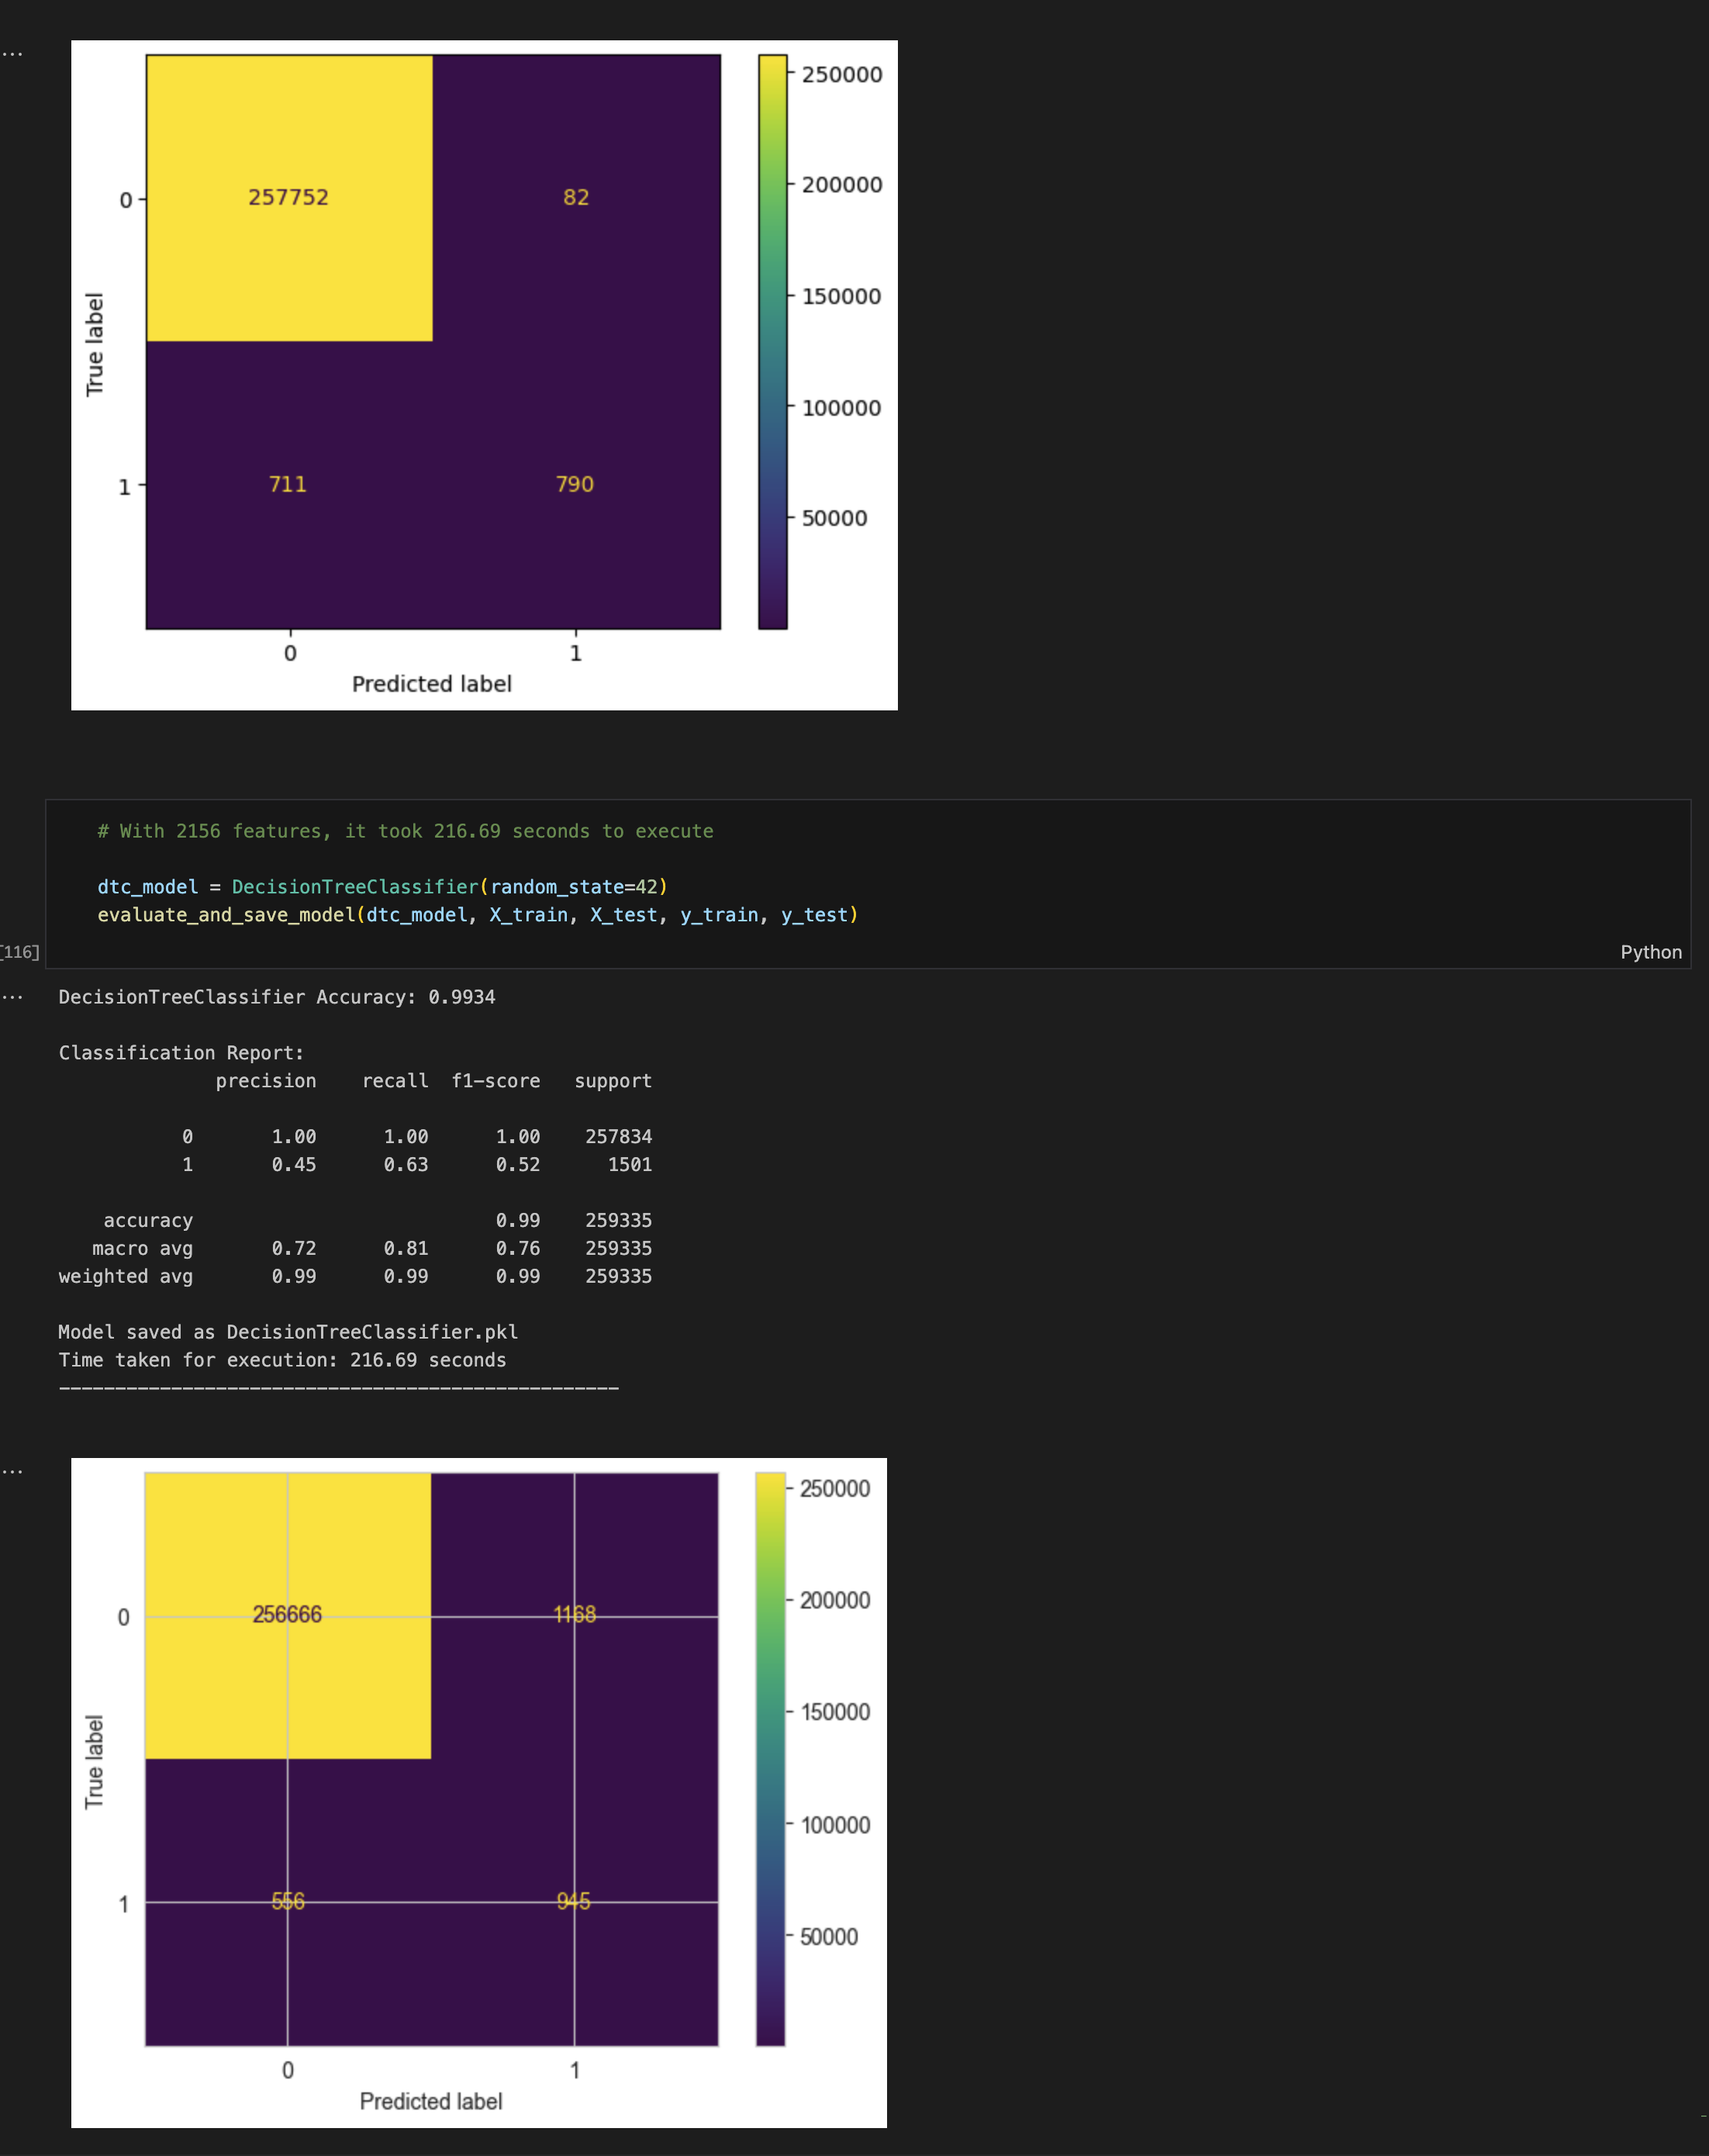 ...
250000
200000
150000
100000
50000
0
1
257752 82
711 790
True label
0 1
Predicted label
# With 2156 features, it took 216.69 seconds to execute
dtc_model = DecisionTreeClassifier(random_state=42)
evaluate_and_save_model(dtc_model, X_train, X_test, y_train, y_test)
[116]
Python
...
DecisionTreeClassifier Accuracy: 0.9934
Classification Report:
precision recall f1-score support
0 1.00 1.00 1.00 257834
1 0.45 0.63 0.52 1501
accuracy 0.99 259335
macro avg 0.72 0.81 0.76 259335
weighted avg 0.99 0.99 0.99 259335
Model saved as DecisionTreeClassifier.pkl
Time taken for execution: 216.69 seconds
--------------------------------------------------
...
250000
200000
150000
100000
50000
0
1
256666 1168
556 945
True label
0 1
Predicted label